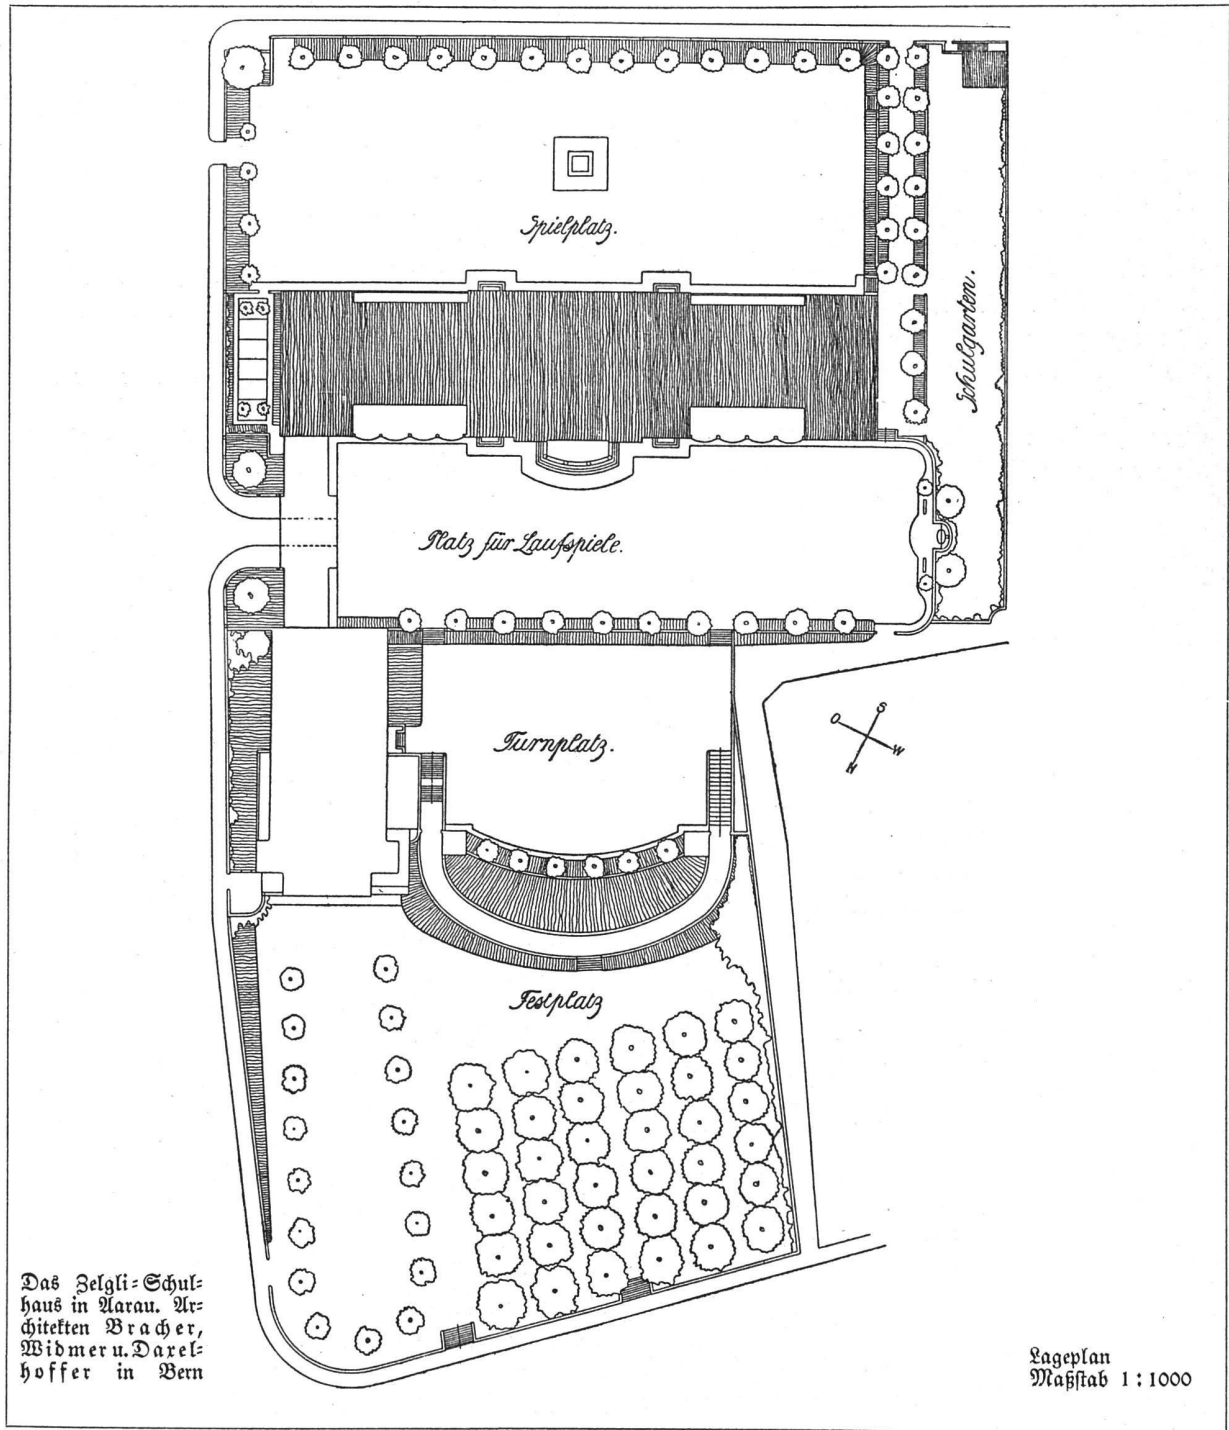 Spielplatz.
Schulgarten.
Platz für Laufspiele.
Turnplatz.
O
S
W
N
Festplatz
Das Zelgli-Schul-
haus in Aarau. Ar-
chitekten Bracher,
Widmer u. Daxel-
hoffer in Bern
Lageplan
Maßstab 1 : 1000